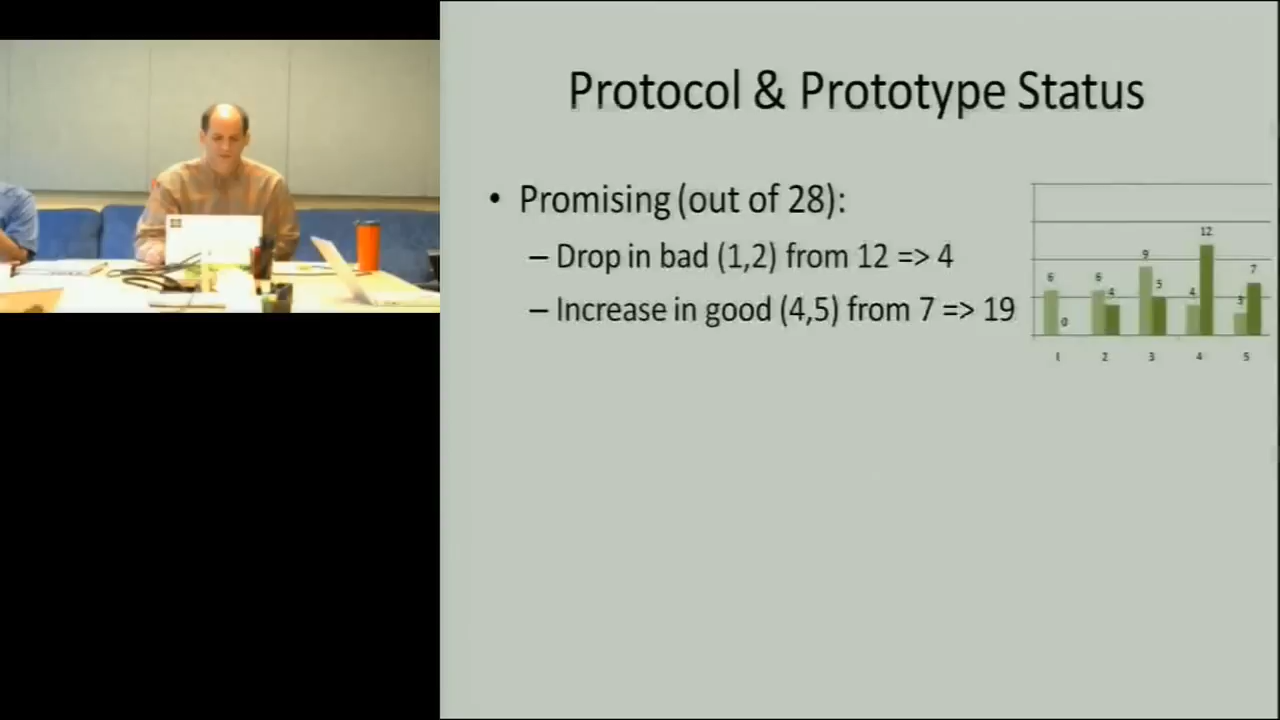 Protocol & Prototype Status
• Promising (out of 28):
– Drop in bad (1,2) from 12 => 4
– Increase in good (4,5) from 7 => 19
12
9
7
6 6 5
4 4 3
0
1 2 3 4 5